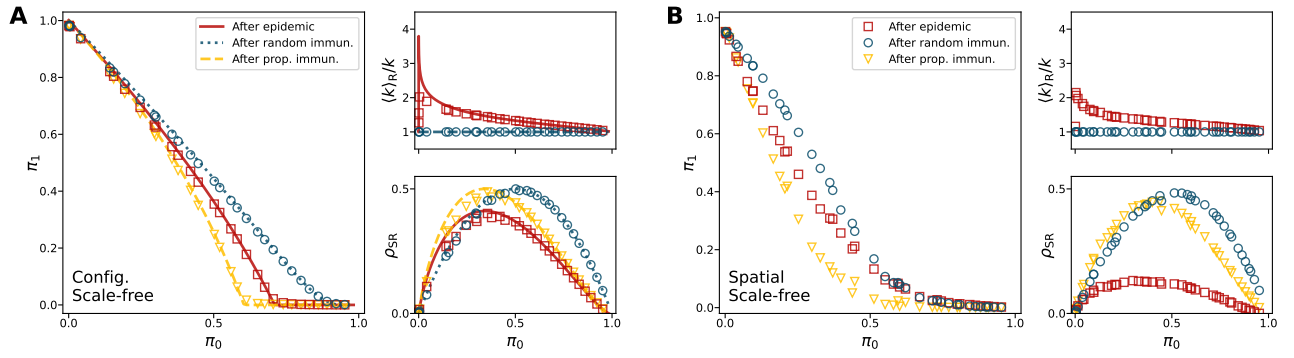 A
1.0
0.8
0.6
0.4
0.2
0.0
π1
0.0
0.5
1.0
π0
After epidemic
After random immun.
After prop. immun.
Config.
Scale-free
4
3
2
1
⟨k⟩R/k
0.5
0.0
ρSR
0.0
0.5
1.0
π0
B
1.0
0.8
0.6
0.4
0.2
0.0
π1
0.0
0.5
1.0
π0
After epidemic
After random immun.
After prop. immun.
Spatial
Scale-free
4
3
2
1
⟨k⟩R/k
0.5
0.0
ρSR
0.0
0.5
1.0
π0